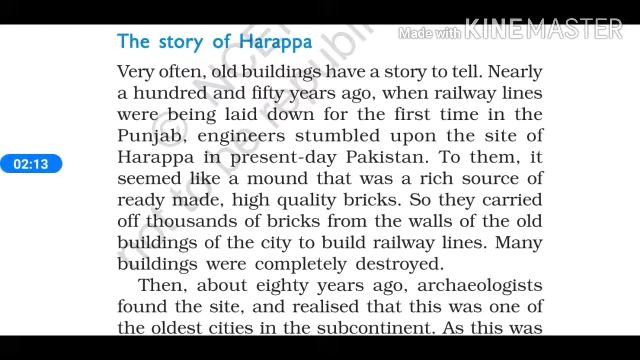 The story of Harappa
Made with KINEMASTER
Very often, old buildings have a story to tell. Nearly
a hundred and fifty years ago, when railway lines
were being laid down for the first time in the
Punjab, engineers stumbled upon the site of
Harappa in present-day Pakistan. To them, it
02:13
seemed like a mound that was a rich source of
ready made, high quality bricks. So they carried
off thousands of bricks from the walls of the old
buildings of the city to build railway lines. Many
buildings were completely destroyed.
Then, about eighty years ago, archaeologists
found the site, and realised that this was one of
the oldest cities in the subcontinent. As this was
© NCE
not to be republi